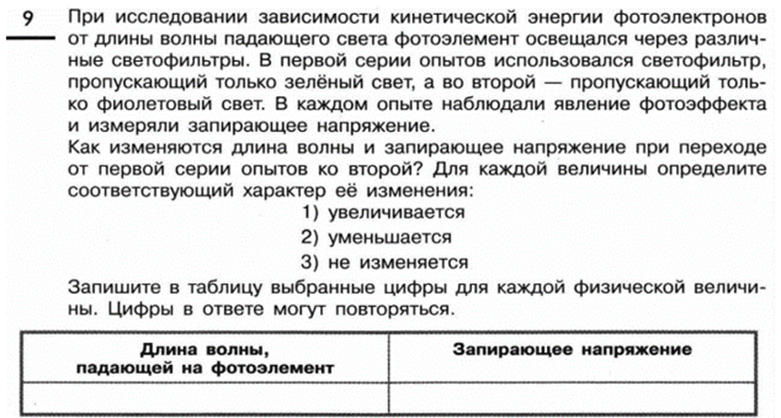 9 При исследовании зависимости кинетической энергии фотоэлектронов
от длины волны падающего света фотоэлемент освещался через различ-
ные светофильтры. В первой серии опытов использовался светофильтр,
пропускающий только зелёный свет, а во второй — пропускающий толь-
ко фиолетовый свет. В каждом опыте наблюдали явление фотоэффекта
и измеряли запирающее напряжение.
Как изменяются длина волны и запирающее напряжение при переходе
от первой серии опытов ко второй? Для каждой величины определите
соответствующий характер её изменения:
1) увеличивается
2) уменьшается
3) не изменяется
Запишите в таблицу выбранные цифры для каждой физической величи-
ны. Цифры в ответе могут повторяться.
Длина волны,
падающей на фотоэлемент
Запирающее напряжение